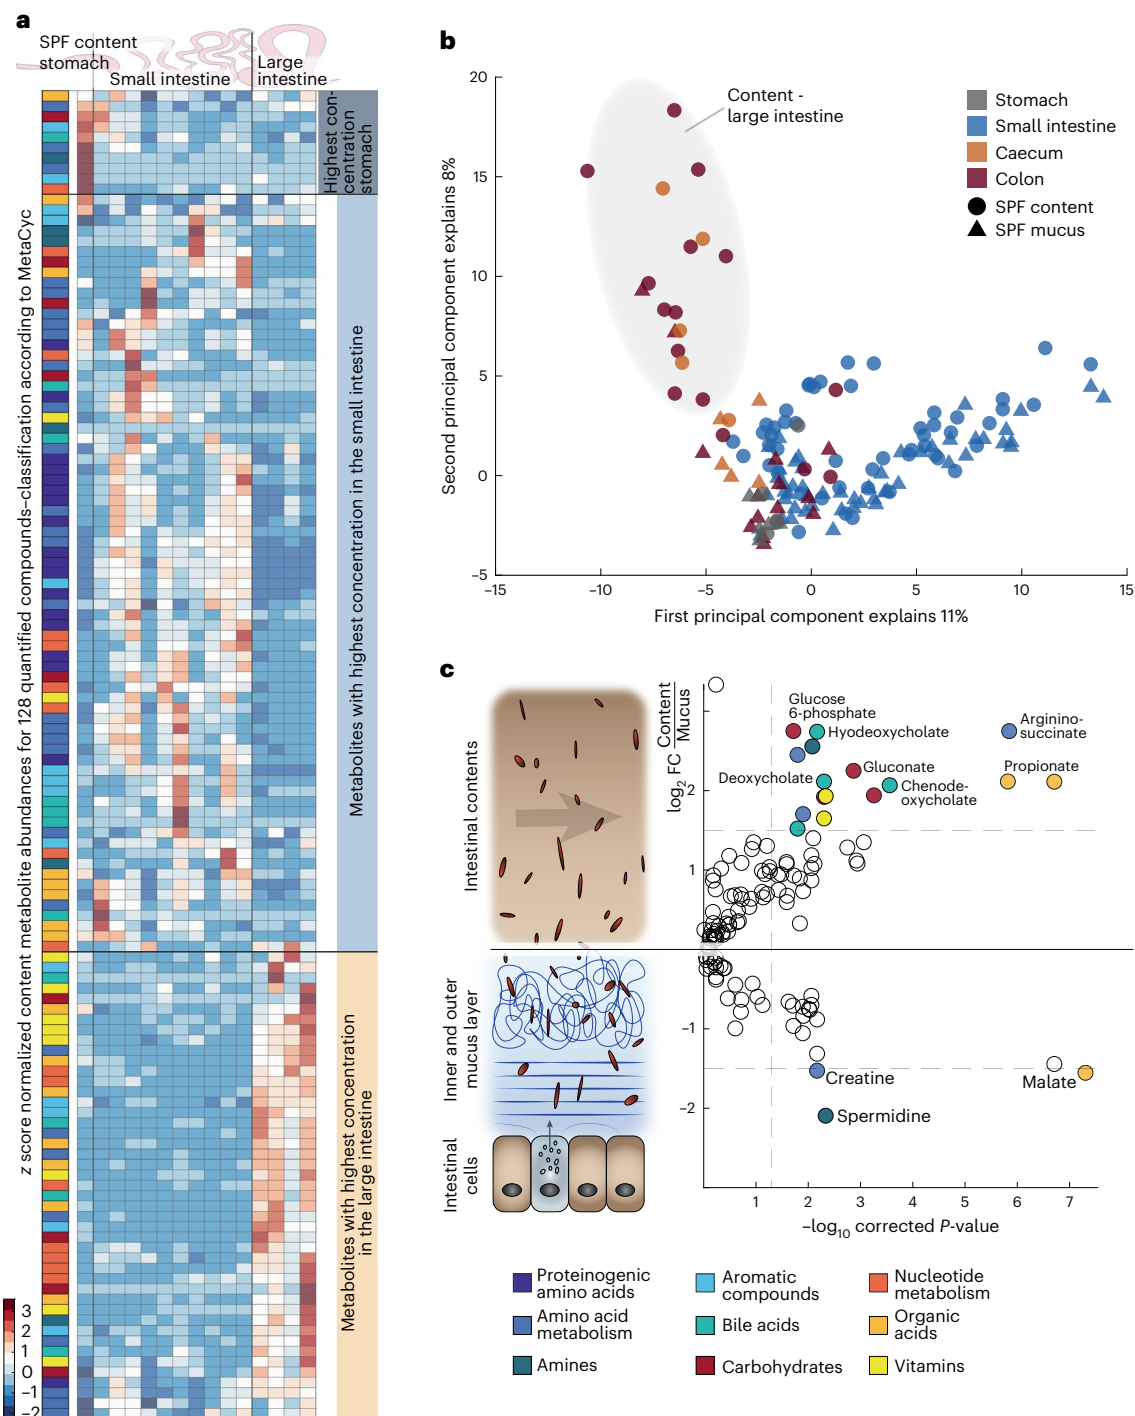 a
SPF content
stomach
Small intestine
Large
intestine
Highest con-
centration
stomach
Metabolites with highest concentration in the small intestine
Metabolites with highest concentration
in the large intestine
z score normalized content metabolite abundances for 128 quantified compounds–classification according to MetaCyc
3
2
1
0
−1
−2
b
20
15
10
5
0
−5
−15
−10
−5
0
5
10
15
Second principal component explains 8%
First principal component explains 11%
Content -
large intestine
Stomach
Small intestine
Caecum
Colon
SPF content
SPF mucus
c
Intestinal contents
Inner and outer
mucus layer
Intestinal
cells
log2 FC Content
Mucus
2
1
−1
−2
1
2
3
4
5
6
7
−log10 corrected P-value
Glucose
6-phosphate
Hyodeoxycholate
Arginino-
succinate
Deoxycholate
Gluconate
Propionate
Chenode-
oxycholate
Creatine
Malate
Spermidine
Proteinogenic
amino acids
Amino acid
metabolism
Amines
Aromatic
compounds
Bile acids
Carbohydrates
Nucleotide
metabolism
Organic
acids
Vitamins